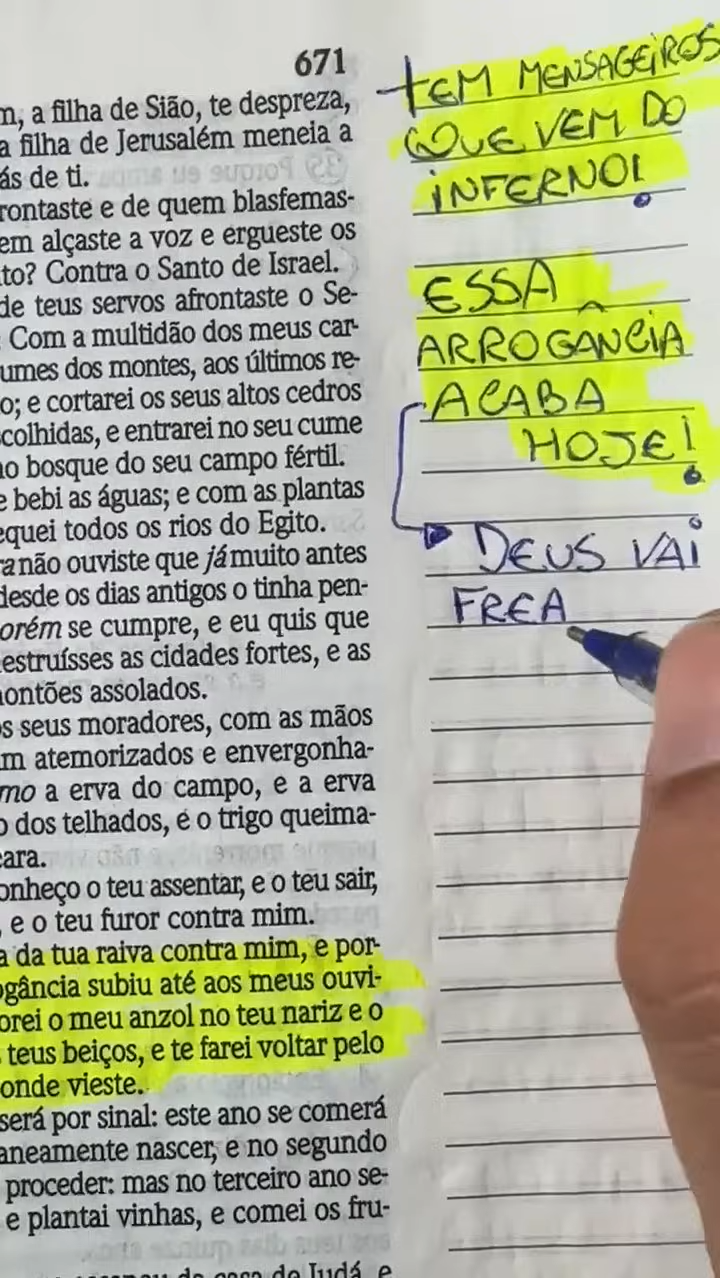 671
m, a filha de Sião, te despreza,
a filha de Jerusalém meneia a
ás de ti.
rontaste e de quem blasfemas-
em alçaste a voz e ergueste os
to? Contra o Santo de Israel.
de teus servos afrontaste o Se-
: Com a multidão dos meus car-
umes dos montes, aos últimos re-
o; e cortarei os seus altos cedros
colhidas, e entrarei no seu cume
no bosque do seu campo fértil.
e bebi as águas; e com as plantas
equei todos os rios do Egito.
a não ouviste que já muito antes
desde os dias antigos o tinha pen-
orém se cumpre, e eu quis que
estruísses as cidades fortes, e as
ontões assolados.
os seus moradores, com as mãos
m atemorizados e envergonha-
mo a erva do campo, e a erva
o dos telhados, e o trigo queima-
ara.
onheço o teu assentar, e o teu sair,
, e o teu furor contra mim.
a da tua raiva contra mim, e por-
ogância subiu até aos meus ouvi-
orei o meu anzol no teu nariz e o
teus beiços, e te farei voltar pelo
onde vieste.
será por sinal: este ano se comerá
aneamente nascer, e no segundo
proceder: mas no terceiro ano se-
e plantai vinhas, e comei os fru-
da casa de Judá, e
TEM MENSAGEIROS
QUE VEM DO
INFERNO!
ESSA
ARROGÂNCIA
ACABA
HOJE!
DEUS VAI
FREA